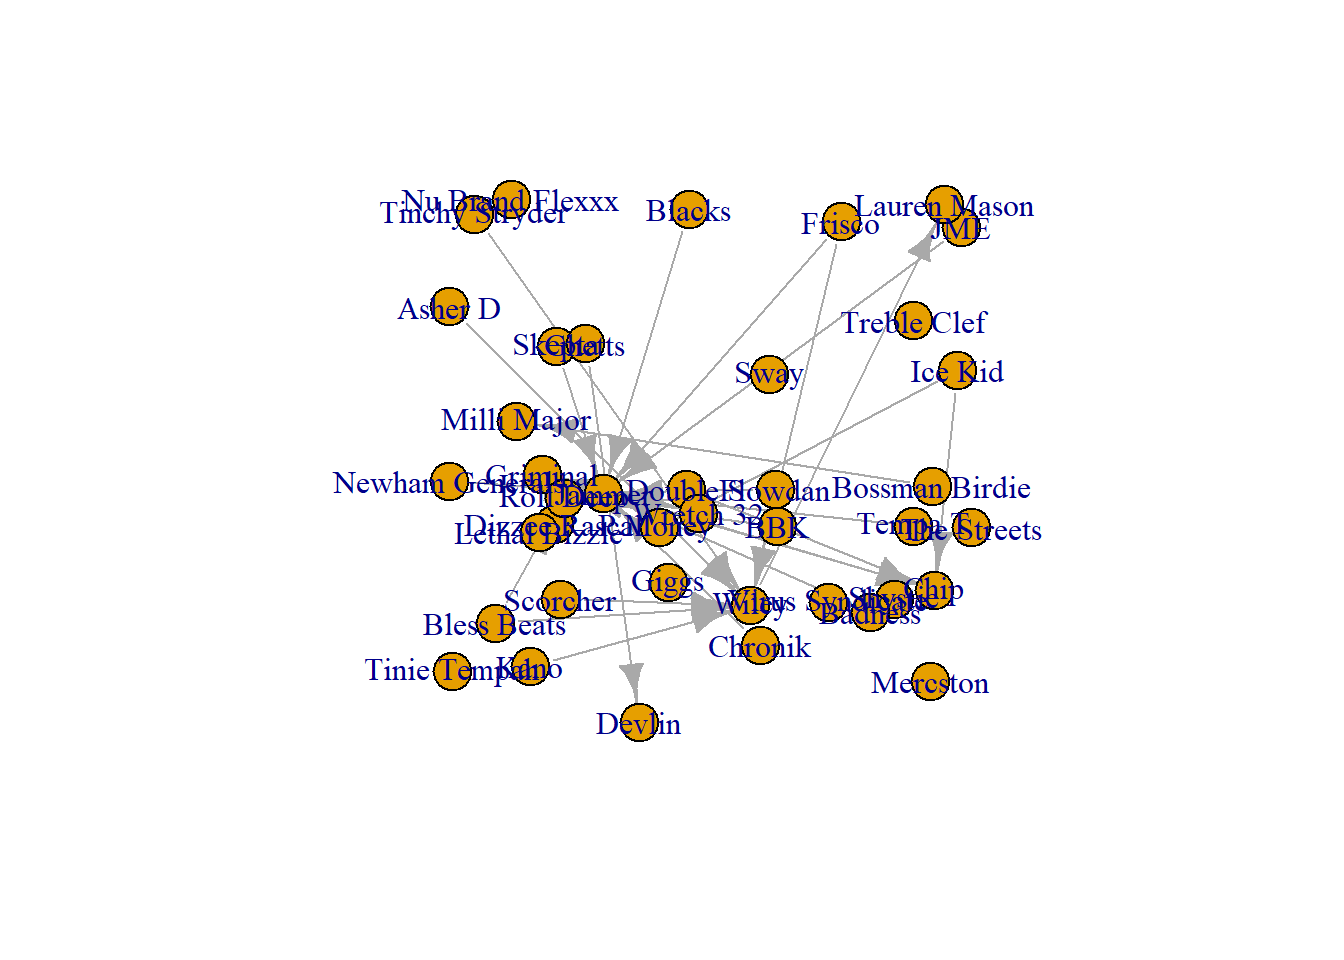 Nu Brand Flexxx
Tinchy Stryder
Blacks
Lauren Mason
Frisco
JME
Asher D
Treble Clef
Skepta
Ghetts
Sway
Ice Kid
Milli Major
Griminal
Newham Generals
Roll Deep
Jammer
Double S
Flowdan
Bossman Birdie
Wretch 32
Dizzee Rascal
P Money
BBK
Tempa T
The Streets
Lethal Bizzle
Giggs
Chip
Scorcher
Wiley
Virus Syndicate
Badness
Bless Beats
Chronik
Tinie Tempah
Kano
Mercston
Devlin